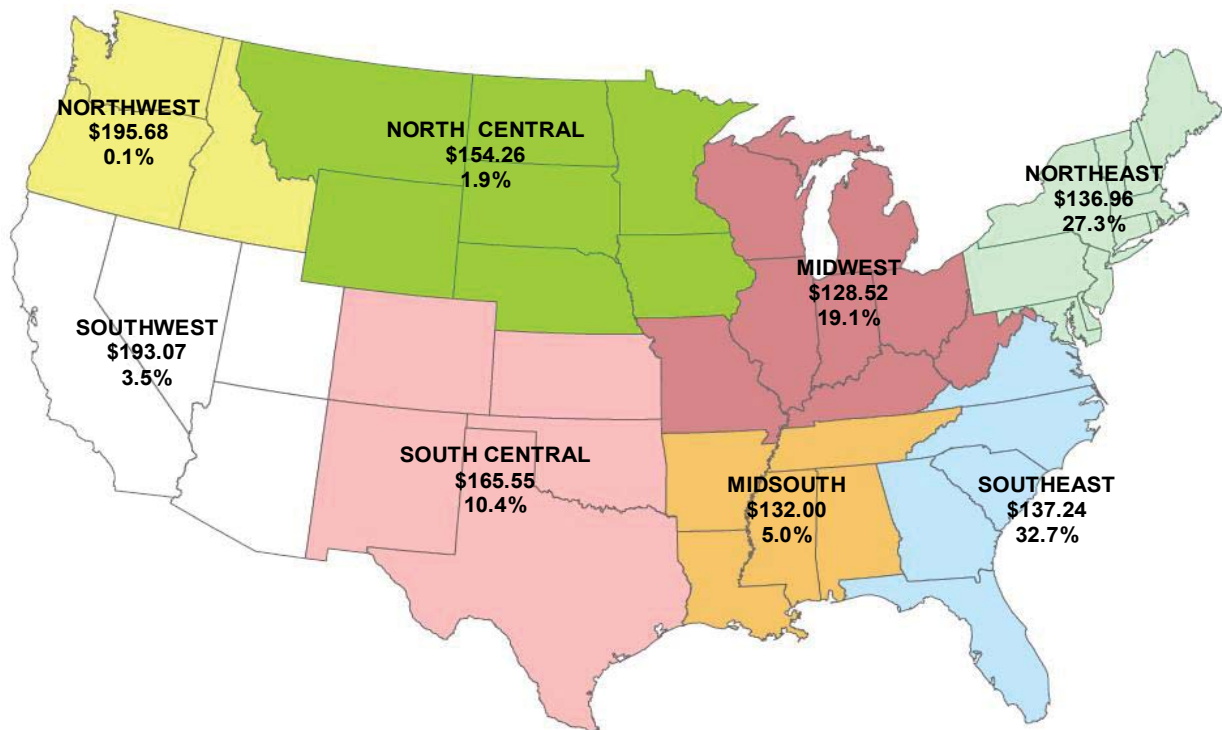 NORTHWEST
$195.68
0.1%
NORTH CENTRAL
$154.26
1.9%
NORTHEAST
$136.96
27.3%
MIDWEST
$128.52
19.1%
SOUTHWEST
$193.07
3.5%
SOUTH CENTRAL
$165.55
10.4%
MIDSOUTH
$132.00
5.0%
SOUTHEAST
$137.24
32.7%